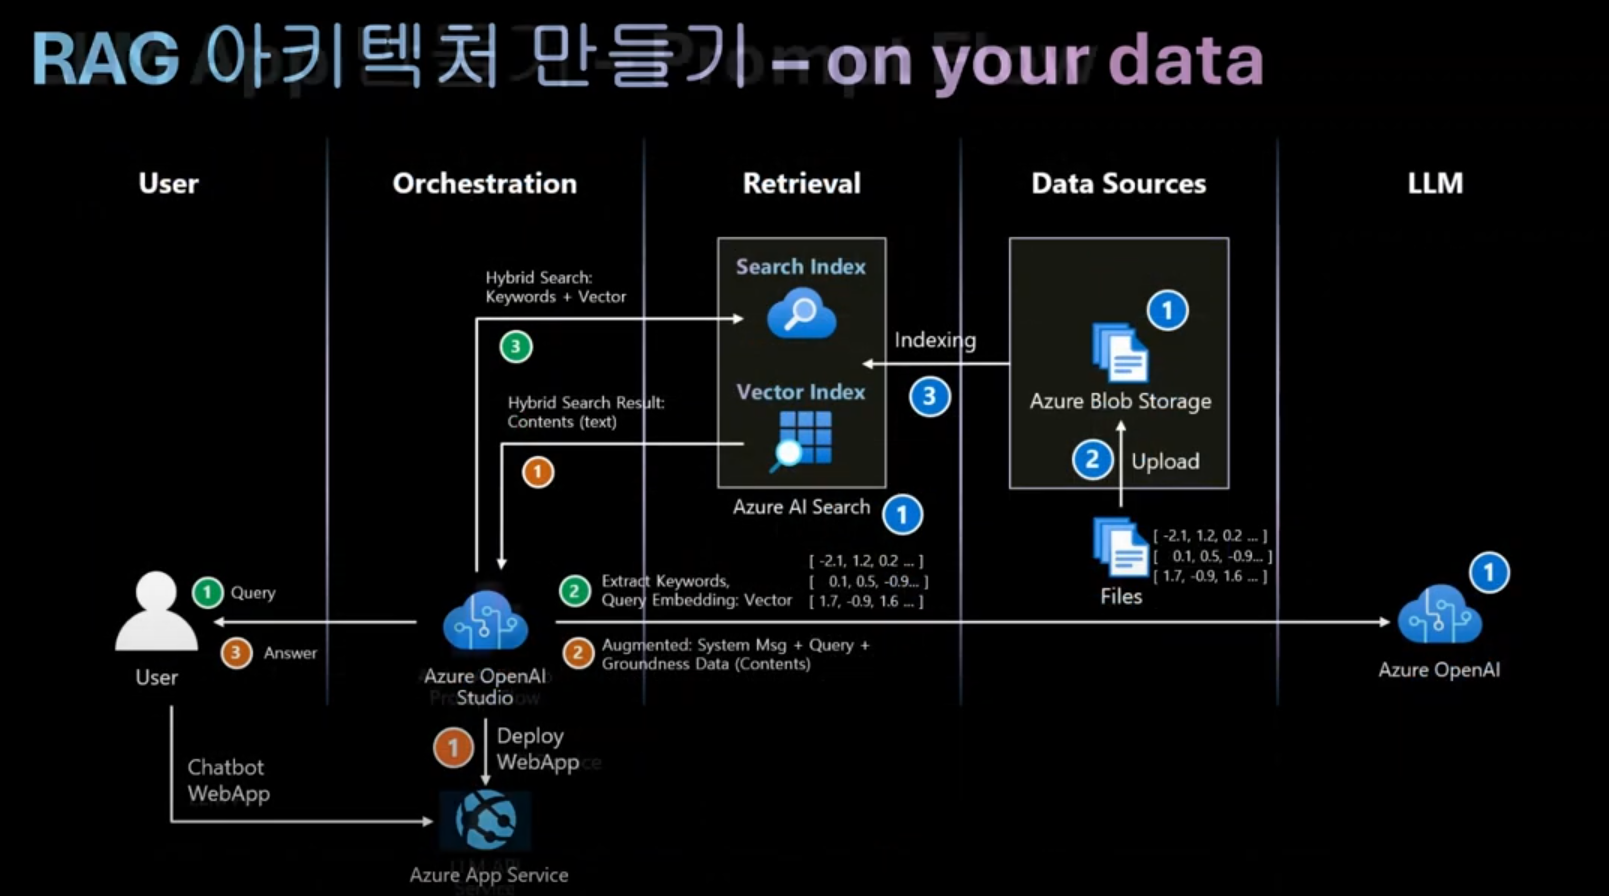 RAG 아키텍처 만들기 – on your data
User
Orchestration
Retrieval
Data Sources
LLM
Hybrid Search:
Keywords + Vector
3
Hybrid Search Result:
Contents (text)
1
Search Index
Vector Index
Azure AI Search
1
Indexing
3
1
Azure Blob Storage
2
Upload
Files
[ -2.1, 1.2, 0.2 ... ]
[ 0.1, 0.5, -0.9... ]
[ 1.7, -0.9, 1.6 ... ]
1
Azure OpenAI
1 Query
3 Answer
User
Azure OpenAI
Studio
2
Extract Keywords,
Query Embedding: Vector
[ -2.1, 1.2, 0.2 ... ]
[ 0.1, 0.5, -0.9... ]
[ 1.7, -0.9, 1.6 ... ]
2
Augmented: System Msg + Query +
Groundness Data (Contents)
1
Deploy
WebApp
Chatbot
WebApp
Azure App Service